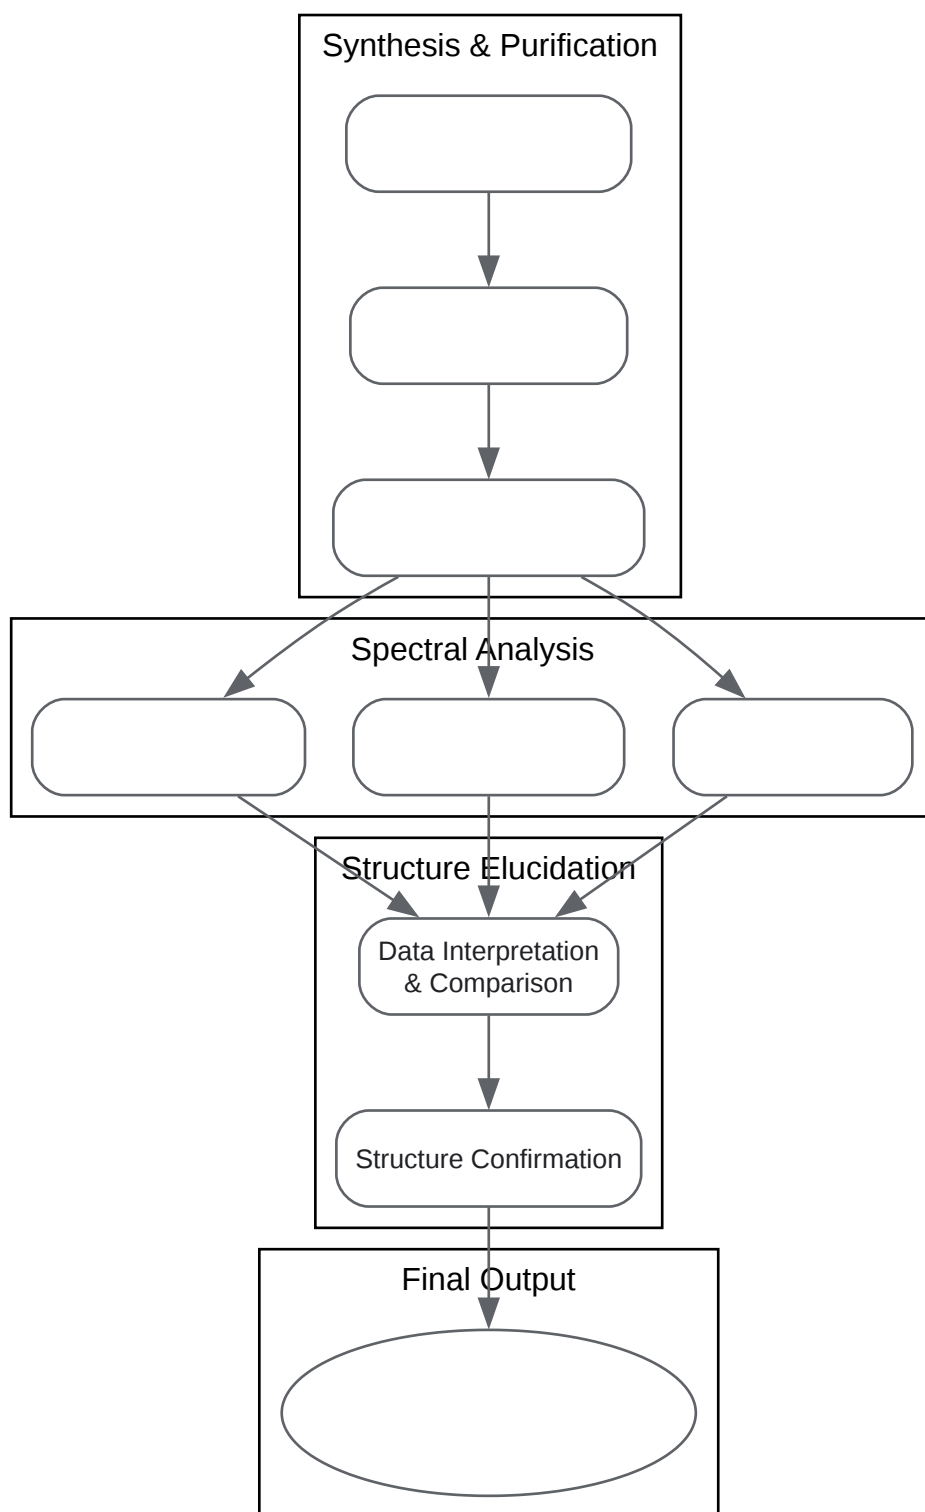 Synthesis & Purification
Spectral Analysis
Structure Elucidation
Data Interpretation
& Comparison
Structure Confirmation
Final Output